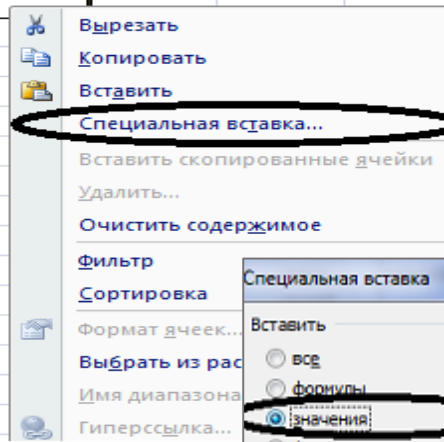 Вырезать
Копировать
Вставить
Специальная вставка...
Вставить скопированные ячейки
Удалить...
Очистить содержимое
Фильтр
Сортировка
Формат ячеек...
Выбрать из рас
Имя диапазона
Гиперссылка...
Специальная вставка
Вставить
все
формулы
значения